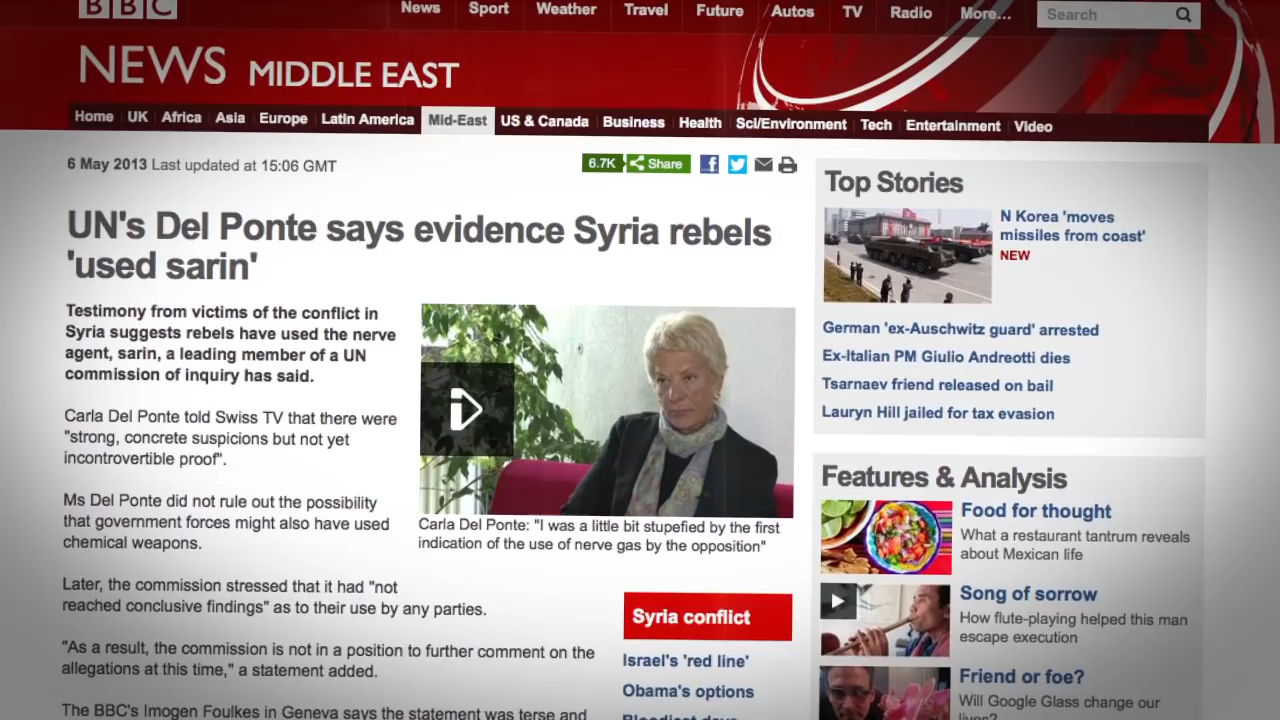 BBC
News Sport Weather Travel Future Autos TV Radio More... Search
NEWS MIDDLE EAST
Home UK Africa Asia Europe Latin America Mid-East US & Canada Business Health Sci/Environment Tech Entertainment Video
6 May 2013 Last updated at 15:06 GMT
6.7K Share
UN's Del Ponte says evidence Syria rebels
'used sarin'
Testimony from victims of the conflict in
Syria suggests rebels have used the nerve
agent, sarin, a leading member of a UN
commission of inquiry has said.
Carla Del Ponte told Swiss TV that there were
"strong, concrete suspicions but not yet
incontrovertible proof".
Ms Del Ponte did not rule out the possibility
that government forces might also have used
chemical weapons.
Later, the commission stressed that it had "not
reached conclusive findings" as to their use by any parties.
"As a result, the commission is not in a position to further comment on the
allegations at this time," a statement added.
The BBC's Imogen Foulkes in Geneva says the statement was terse and
Carla Del Ponte: "I was a little bit stupefied by the first
indication of the use of nerve gas by the opposition"
Syria conflict
Israel's 'red line'
Obama's options
Bloodiest days
Top Stories
N Korea 'moves
missiles from coast'
NEW
German 'ex-Auschwitz guard' arrested
Ex-Italian PM Giulio Andreotti dies
Tsarnaev friend released on bail
Lauryn Hill jailed for tax evasion
Features & Analysis
Food for thought
What a restaurant tantrum reveals
about Mexican life
Song of sorrow
How flute-playing helped this man
escape execution
Friend or foe?
Will Google Glass change our
lives?